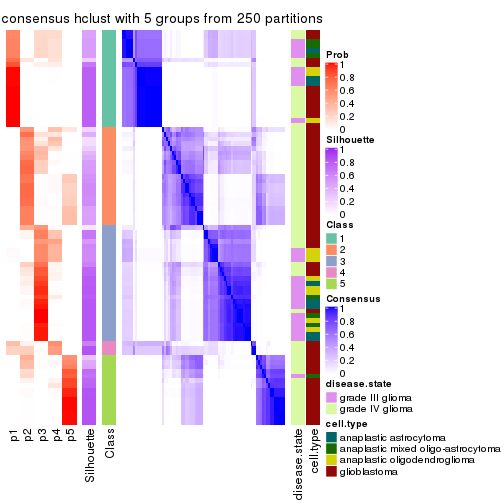 consensus hclust with 5 groups from 250 partitions
Prob
1
0.8
0.6
0.4
0.2
0
Silhouette
1
0.8
0.6
0.4
0.2
0
Class
1
2
3
4
5
Consensus
1
0.8
0.6
0.4
0.2
0
disease.state
grade III glioma
grade IV glioma
cell.type
anaplastic astrocytoma
anaplastic mixed oligo-astrocytoma
anaplastic oligodendroglioma
glioblastoma
p1
p2
p3
p4
p5
Silhouette
Class
disease.state
cell.type